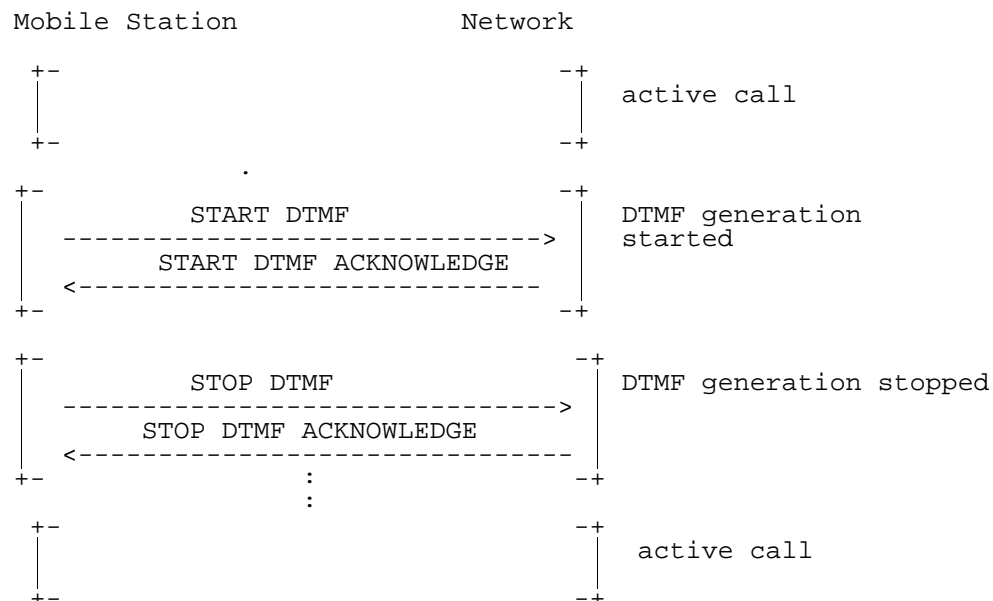 Mobile Station Network
active call
.
START DTMF DTMF generation
-------------------------------> started
START DTMF ACKNOWLEDGE
<-----------------------------
STOP DTMF DTMF generation stopped
-------------------------------->
STOP DTMF ACKNOWLEDGE
<-------------------------------
:
:
active call